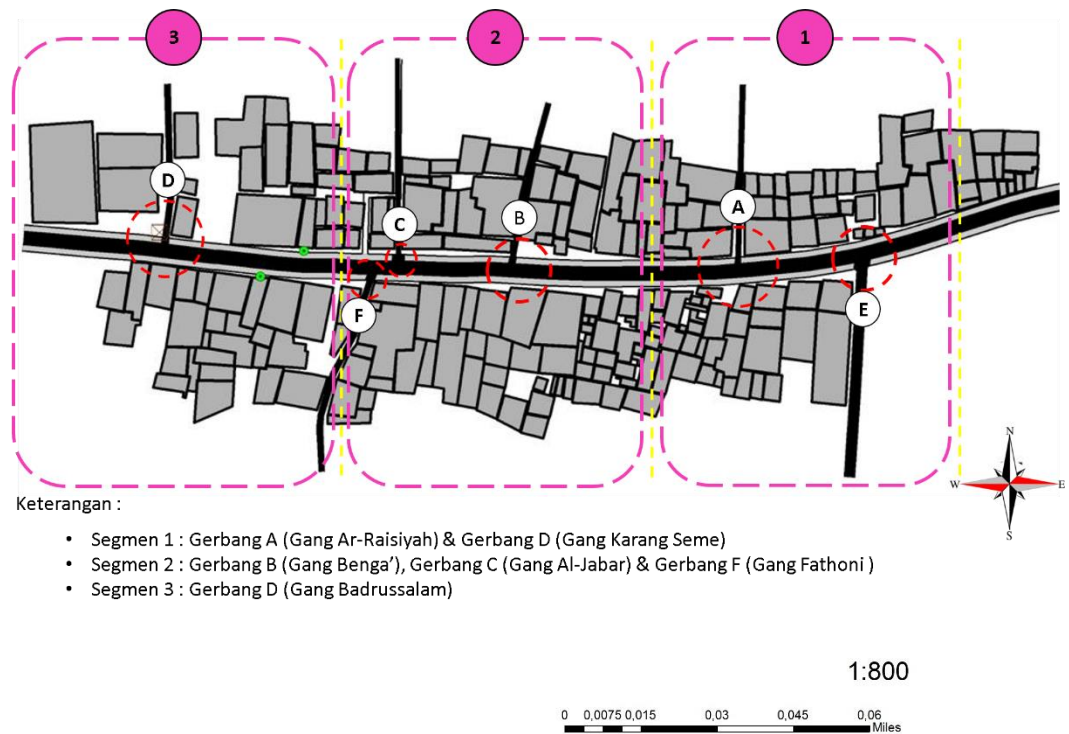 3 2 1
D C B A
F E
N
W E
S
Keterangan :
• Segmen 1 : Gerbang A (Gang Ar-Raisiyah) & Gerbang D (Gang Karang Seme)
• Segmen 2 : Gerbang B (Gang Benga’), Gerbang C (Gang Al-Jabar) & Gerbang F (Gang Fathoni )
• Segmen 3 : Gerbang D (Gang Badrussalam)
1:800
0 0,0075 0,015 0,03 0,045 0,06
Miles